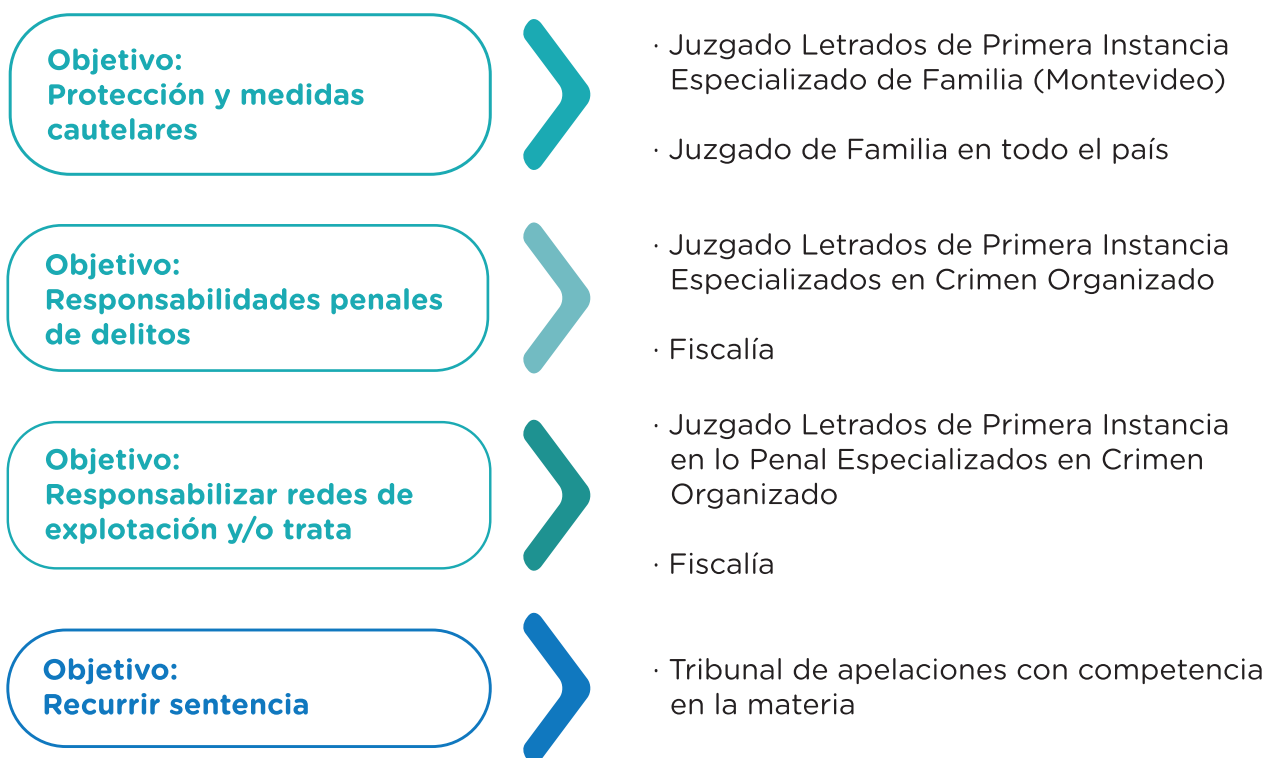 Objetivo:
Protección y medidas
cautelares
· Juzgado Letrados de Primera Instancia
Especializado de Familia (Montevideo)
· Juzgado de Familia en todo el país
Objetivo:
Responsabilidades penales
de delitos
· Juzgado Letrados de Primera Instancia
Especializados en Crimen Organizado
· Fiscalía
Objetivo:
Responsabilizar redes de
explotación y/o trata
· Juzgado Letrados de Primera Instancia
en lo Penal Especializados en Crimen
Organizado
· Fiscalía
Objetivo:
Recurrir sentencia
· Tribunal de apelaciones con competencia
en la materia